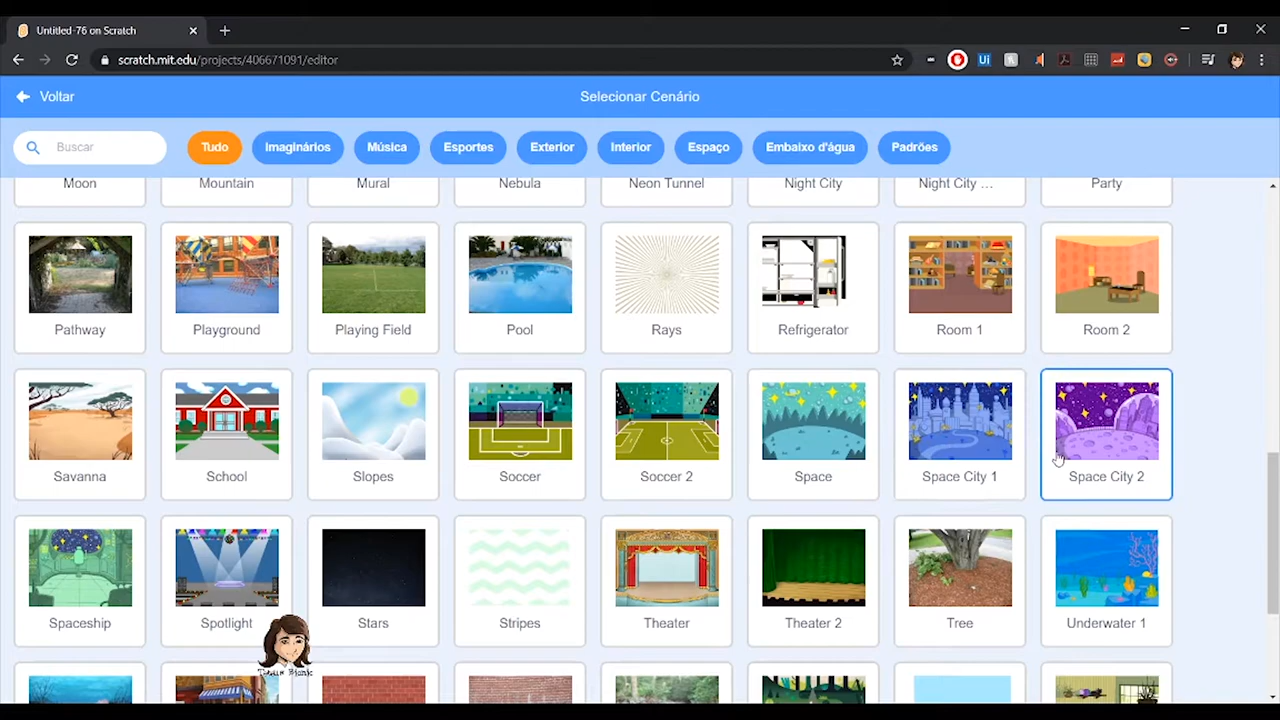 Untitled-76 on Scratch
scratch.mit.edu/projects/406671091/editor
Voltar
Selecionar Cenário
Buscar
Tudo
Imaginários
Música
Esportes
Exterior
Interior
Espaço
Embaixo d'água
Padrões
Moon
Mountain
Mural
Nebula
Neon Tunnel
Night City
Night City ...
Party
Pathway
Playground
Playing Field
Pool
Rays
Refrigerator
Room 1
Room 2
Savanna
School
Slopes
Soccer
Soccer 2
Space
Space City 1
Space City 2
Spaceship
Spotlight
Stars
Stripes
Theater
Theater 2
Tree
Underwater 1